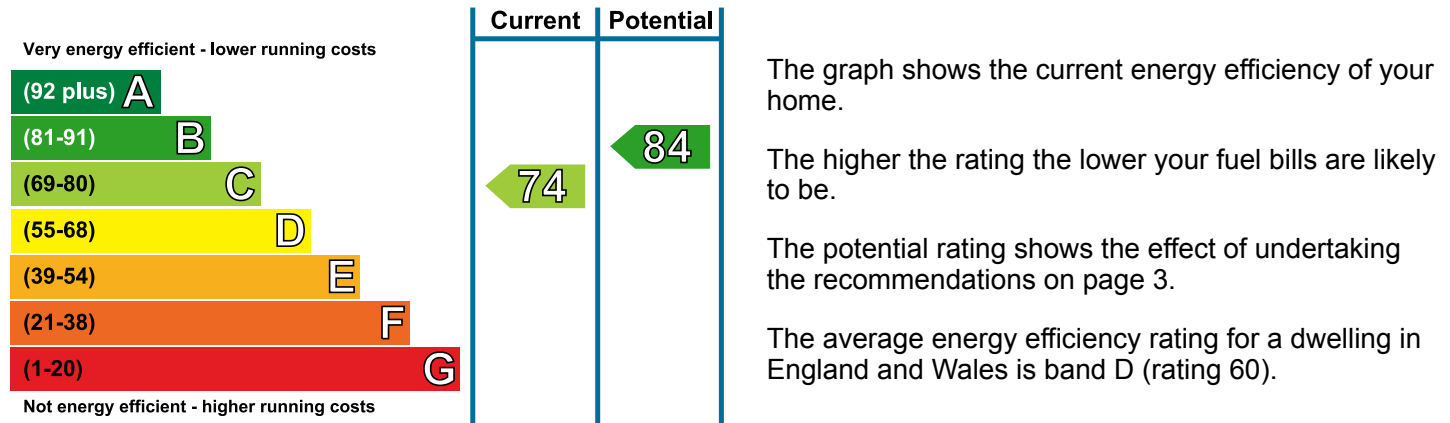 Current Potential
Very energy efficient - lower running costs
(92 plus) A
(81-91) B
84
(69-80) C
74
(55-68) D
(39-54) E
(21-38) F
(1-20) G
Not energy efficient - higher running costs
The graph shows the current energy efficiency of your
home.
The higher the rating the lower your fuel bills are likely
to be.
The potential rating shows the effect of undertaking
the recommendations on page 3.
The average energy efficiency rating for a dwelling in
England and Wales is band D (rating 60).